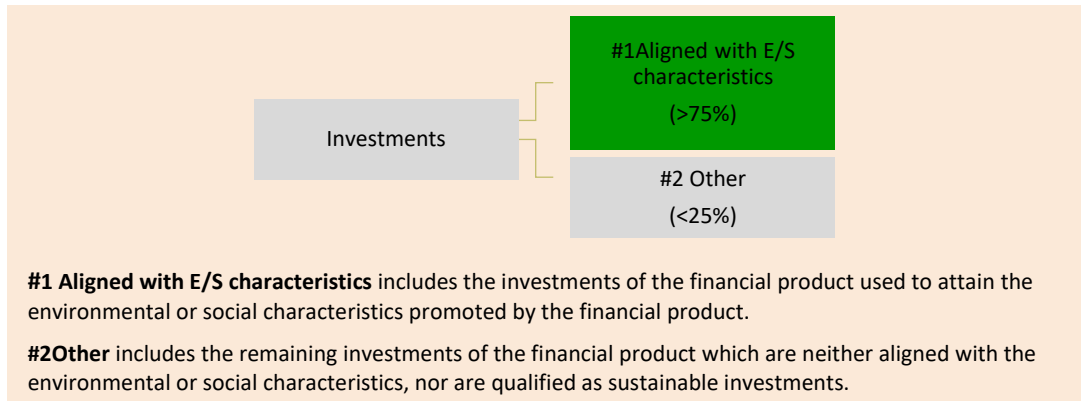 #1Aligned with E/S
characteristics
(>75%)
Investments
#2 Other
(<25%)
#1 Aligned with E/S characteristics includes the investments of the financial product used to attain the
environmental or social characteristics promoted by the financial product.
#2Other includes the remaining investments of the financial product which are neither aligned with the
environmental or social characteristics, nor are qualified as sustainable investments.